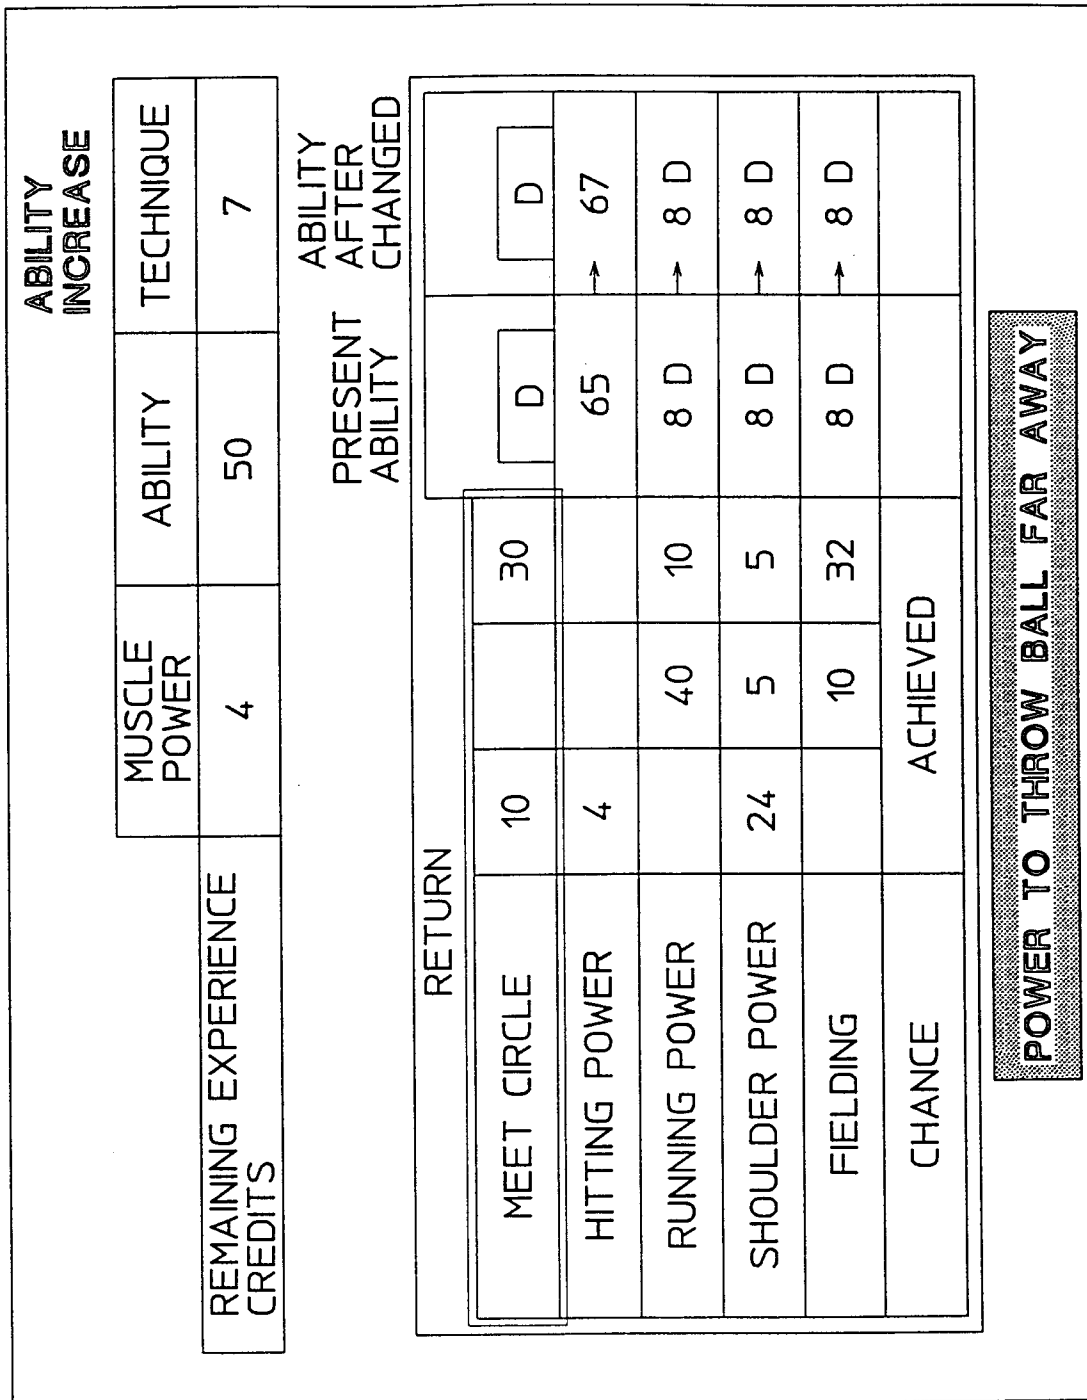 ABILITY
INCREASE
MUSCLE
POWER
ABILITY
TECHNIQUE
REMAINING EXPERIENCE
CREDITS
4
50
7
RETURN
PRESENT
ABILITY
ABILITY
AFTER
CHANGED
MEET CIRCLE 10 30 D D
HITTING POWER 4 65 → 67
RUNNING POWER 40 10 8 D → 8 D
SHOULDER POWER 24 5 5 8 D → 8 D
FIELDING 10 32 8 D → 8 D
CHANCE ACHIEVED
POWER TO THROW BALL FAR AWAY